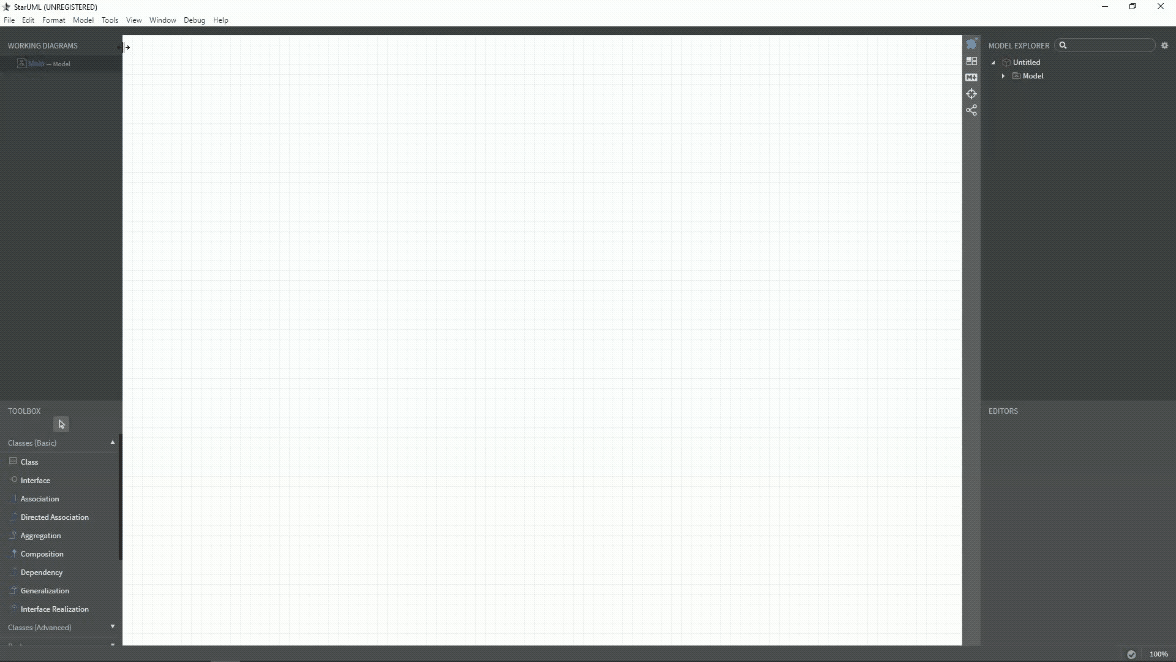 StarUML (UNREGISTERED)
File Edit Format Model Tools View Window Debug Help
WORKING DIAGRAMS
Main — Model
MODEL EXPLORER
Untitled
Model
TOOLBOX
Classes (Basic)
Class
Interface
Association
Directed Association
Aggregation
Composition
Dependency
Generalization
Interface Realization
Classes (Advanced)
EDITORS
100%